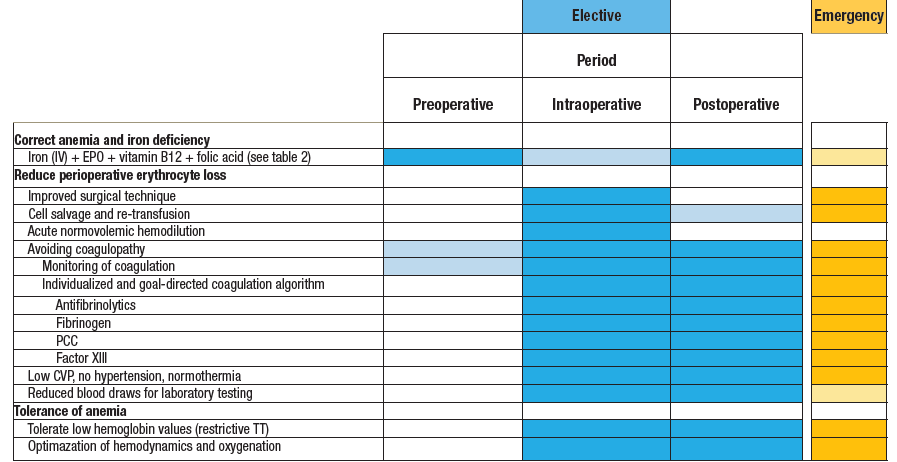 Elective Emergency
Period
Preoperative Intraoperative Postoperative
Correct anemia and iron deficiency
Iron (IV) + EPO + vitamin B12 + folic acid (see table 2)
Reduce perioperative erythrocyte loss
Improved surgical technique
Cell salvage and re-transfusion
Acute normovolemic hemodilution
Avoiding coagulopathy
Monitoring of coagulation
Individualized and goal-directed coagulation algorithm
Antifibrinolytics
Fibrinogen
PCC
Factor XIII
Low CVP, no hypertension, normothermia
Reduced blood draws for laboratory testing
Tolerance of anemia
Tolerate low hemoglobin values (restrictive TT)
Optimazation of hemodynamics and oxygenation